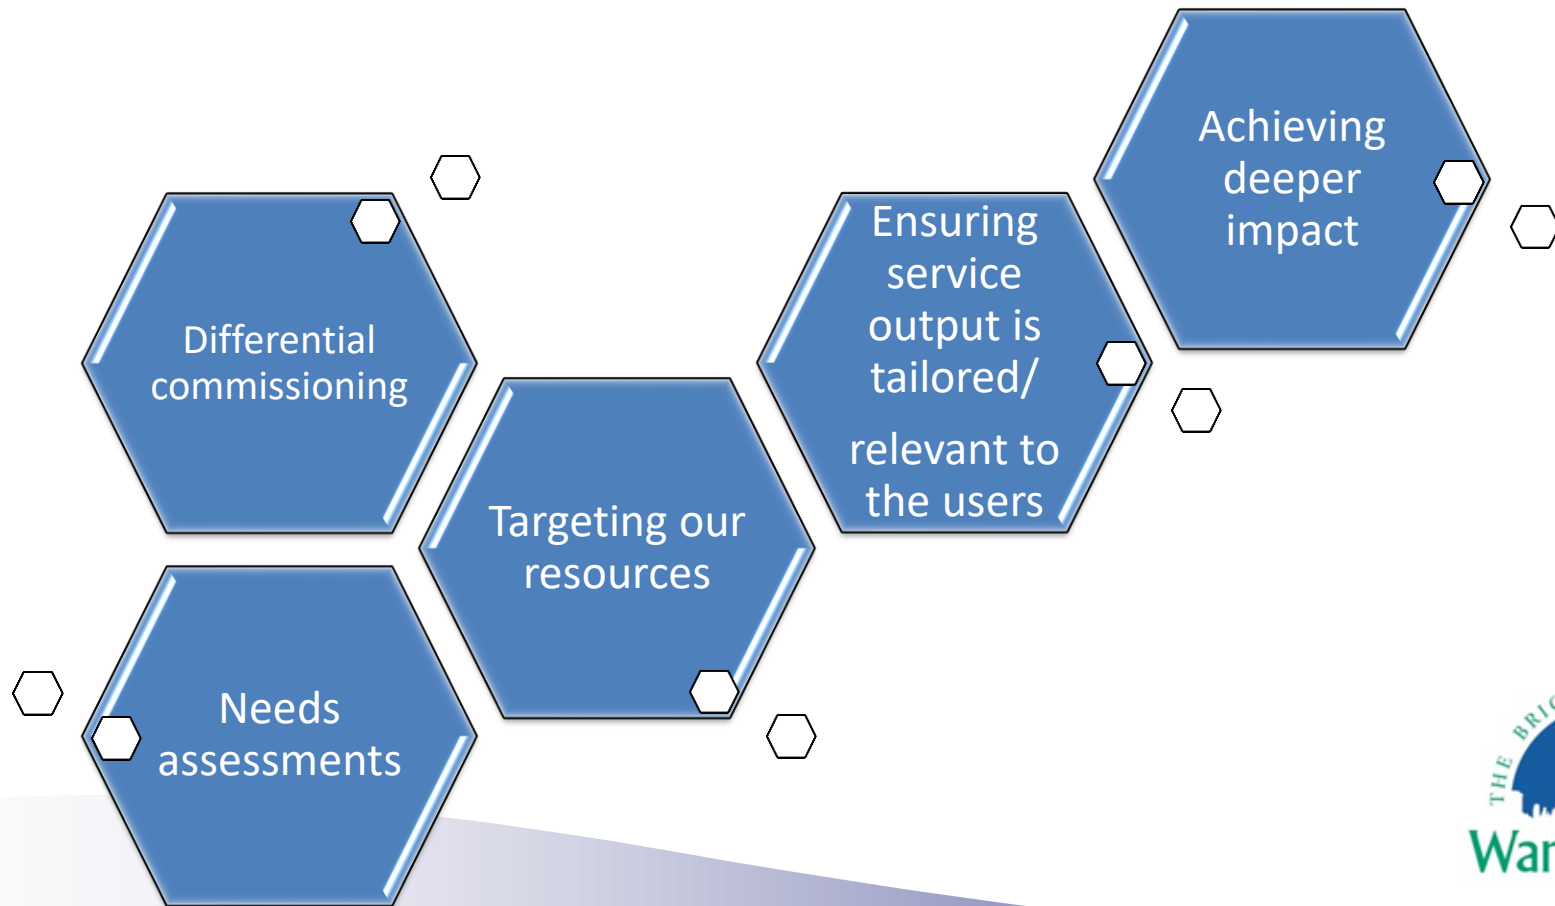 Differential
commissioning
Needs
assessments
Targeting our
resources
Ensuring
service
output is
tailored/
relevant to
the users
Achieving
deeper
impact
THE